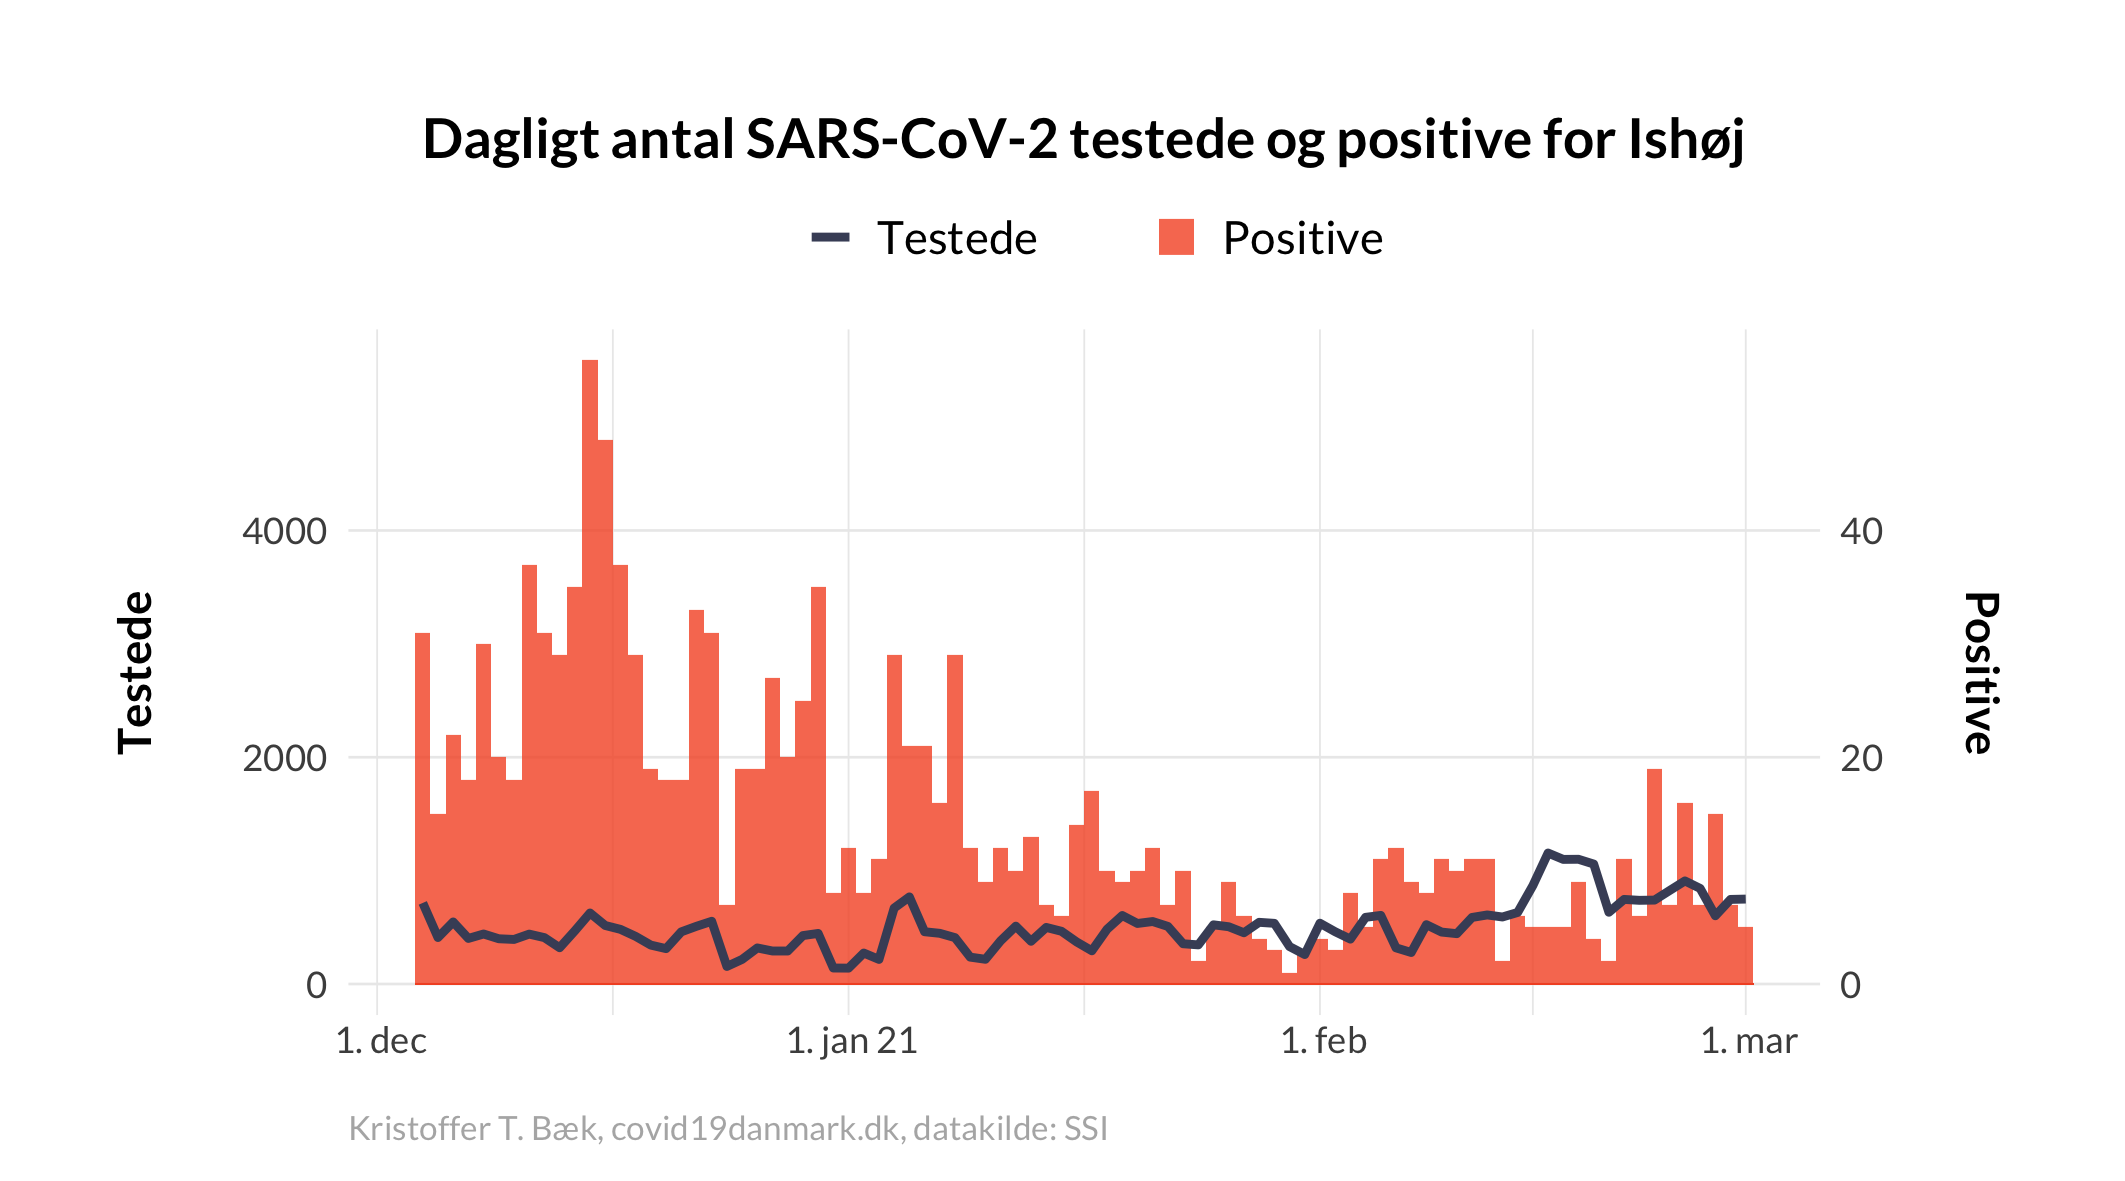 Dagligt antal SARS-CoV-2 testede og positive for Ishøj
Testede
Positive
4000
2000
0
40
20
0
Testede
Positive
1. dec
1. jan 21
1. feb
1. mar
Kristoffer T. Bæk, covid19danmark.dk, datakilde: SSI